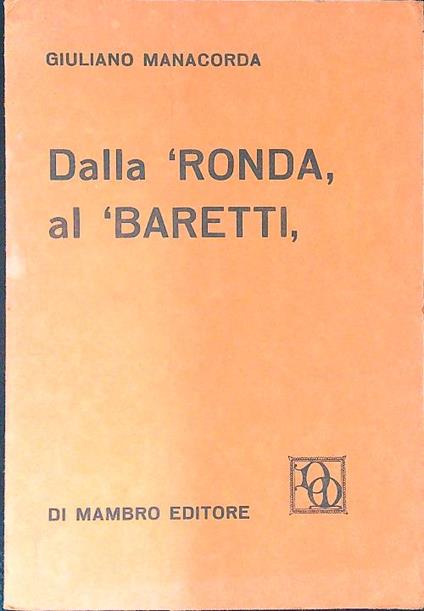 GIULIANO MANACORDA
Dalla ‘RONDA,
al ‘BARETTI,
DI MAMBRO EDITORE